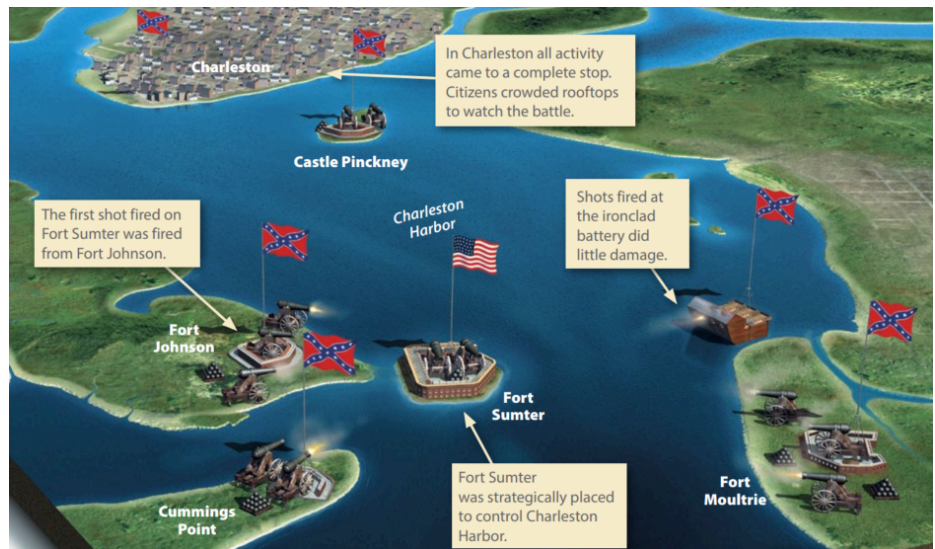 Charleston
In Charleston all activity
came to a complete stop.
Citizens crowded rooftops
to watch the battle.
Castle Pinckney
The first shot fired on
Fort Sumter was fired
from Fort Johnson.
Charleston
Harbor
Shots fired at
the ironclad
battery did
little damage.
Fort
Johnson
Fort
Sumter
Cummings
Point
Fort Sumter
was strategically placed
to control Charleston
Harbor.
Fort
Moultrie